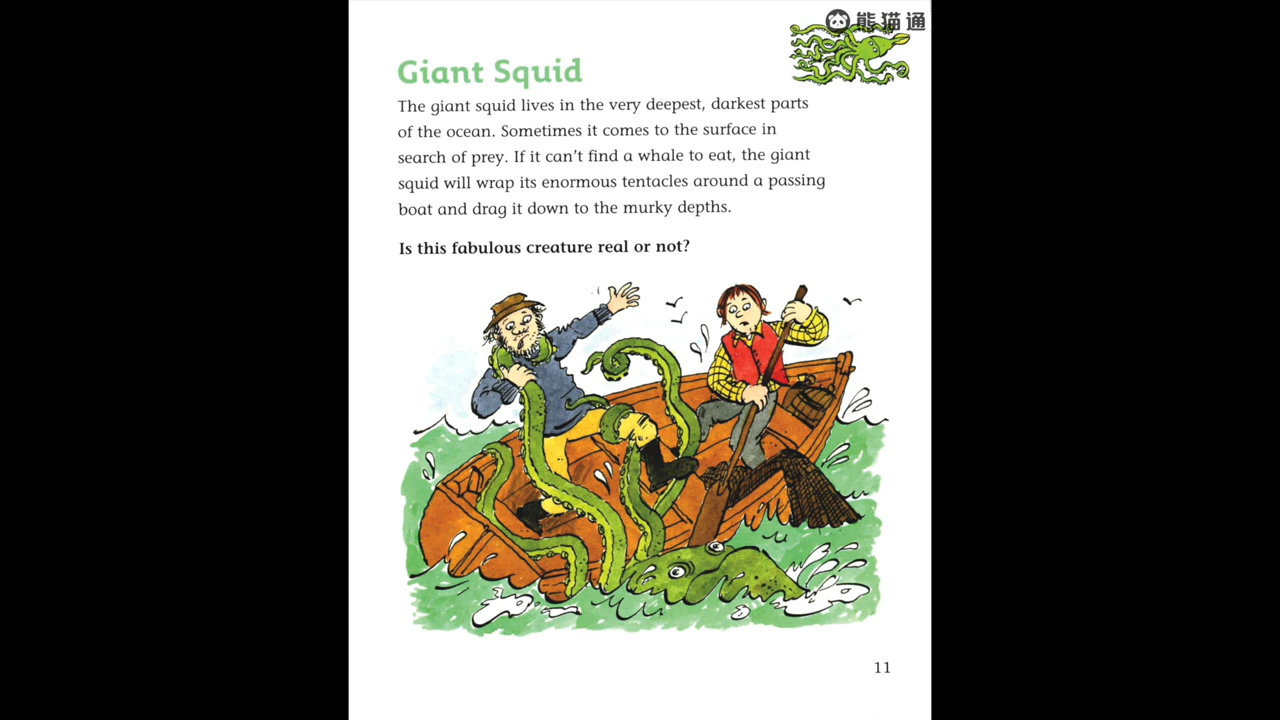 熊猫通
Giant Squid
The giant squid lives in the very deepest, darkest parts
of the ocean. Sometimes it comes to the surface in
search of prey. If it can't find a whale to eat, the giant
squid will wrap its enormous tentacles around a passing
boat and drag it down to the murky depths.
Is this fabulous creature real or not?
11